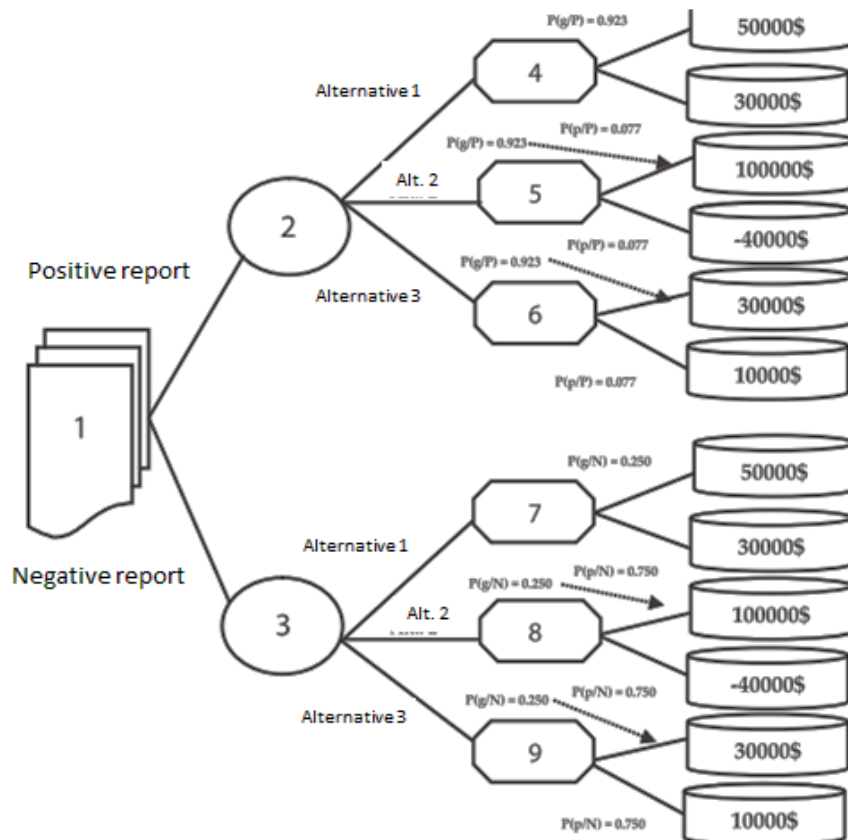 P(g/P) = 0.923
50000$
4
Alternative 1
30000$
P(p/P) = 0.077
P(g/P) = 0.923
100000$
Alt. 2
5
2
-40000$
P(p/P) = 0.077
P(g/P) = 0.923
Positive report
Alternative 3
30000$
6
10000$
P(p/P) = 0.077
1
P(g/N) = 0.250
50000$
7
30000$
Alternative 1
Negative report
P(p/N) = 0.750
P(g/N) = 0.250
100000$
Alt. 2
3
8
-40000$
P(p/N) = 0.750
P(g/N) = 0.250
Alternative 3
30000$
9
10000$
P(p/N) = 0.750